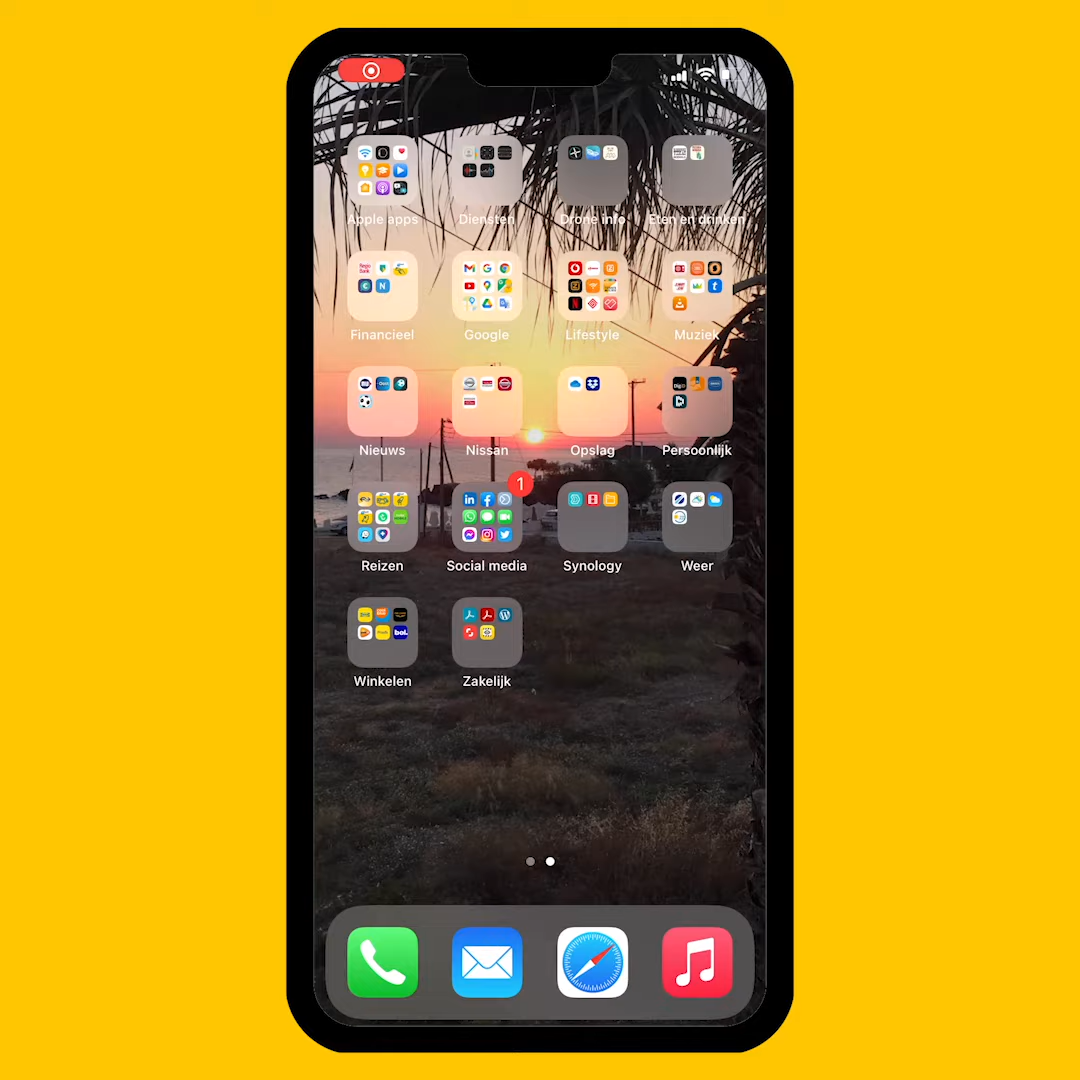 Apple apps
Diensten
Drone info
Eten en drinken
Financieel
Google
Lifestyle
Muziek
Nieuws
Nissan
Opslag
Persoonlijk
1
Reizen
Social media
Synology
Weer
bol.
Winkelen
Zakelijk